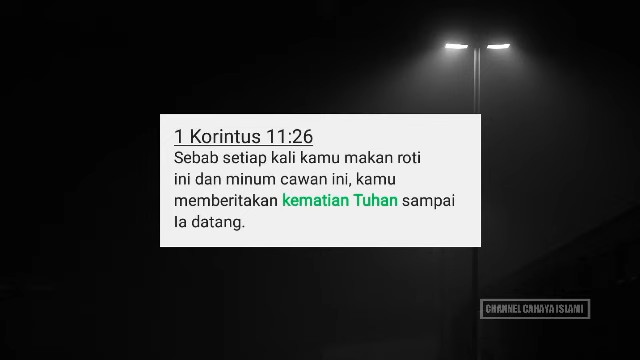 1 Korintus 11:26
Sebab setiap kali kamu makan roti
ini dan minum cawan ini, kamu
memberitakan kematian Tuhan sampai
Ia datang.
CHANNEL CAHAYA ISLAMI